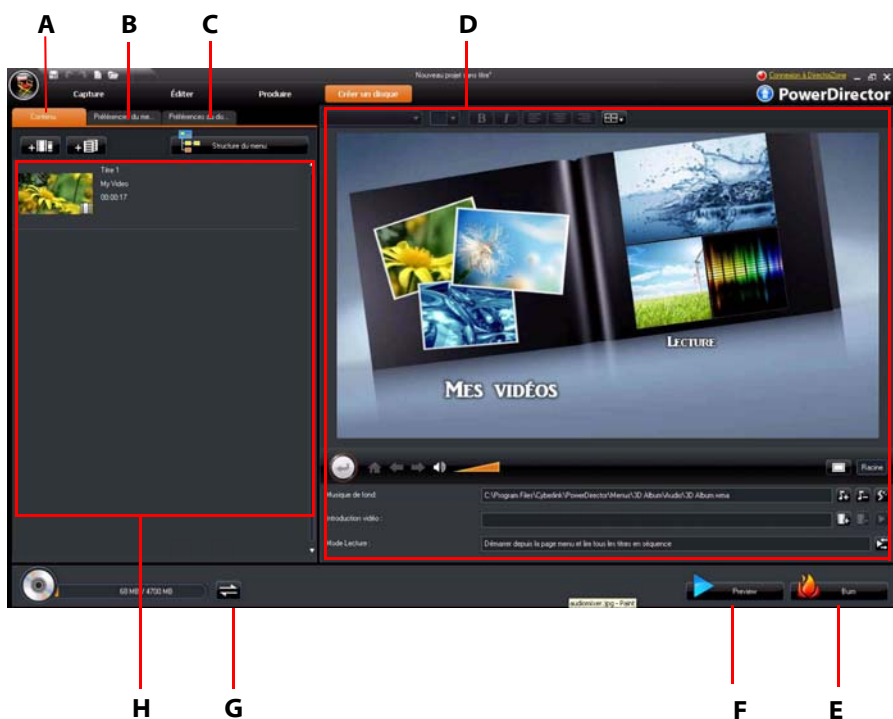 A B C D
Nouveau projet sans titre*
Connexion à DirectorZone
Capture Éditer Produire Créer un disque
PowerDirector
Contenu Préférences du me... Préférences du do...
B I
Structure du menu
Titre 1
My Video
00:00:17
LECTURE
MES VIDÉOS
Racine
Musique de fond C:\Program Files\Cyberlink\PowerDirector\Menus\3D Album\Audio\3D Album.wma
Introduction vidéo :
Mode Lecture : Démarrer depuis la page menu et lire tous les titres en séquence
68 MB / 4700 MB
Preview Burn
audiomixer.jpg - Paint
H G F E